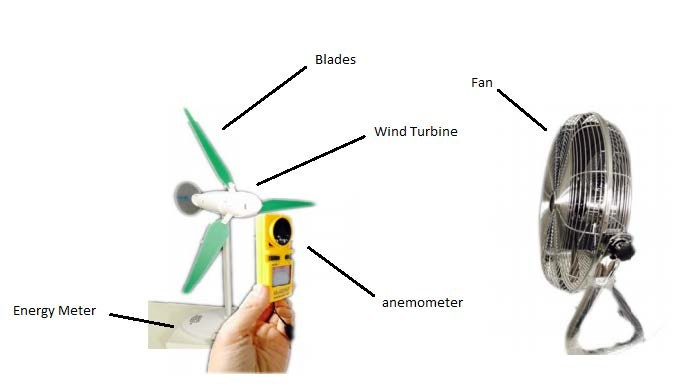 Blades
Fan
Wind Turbine
anemometer
Energy Meter